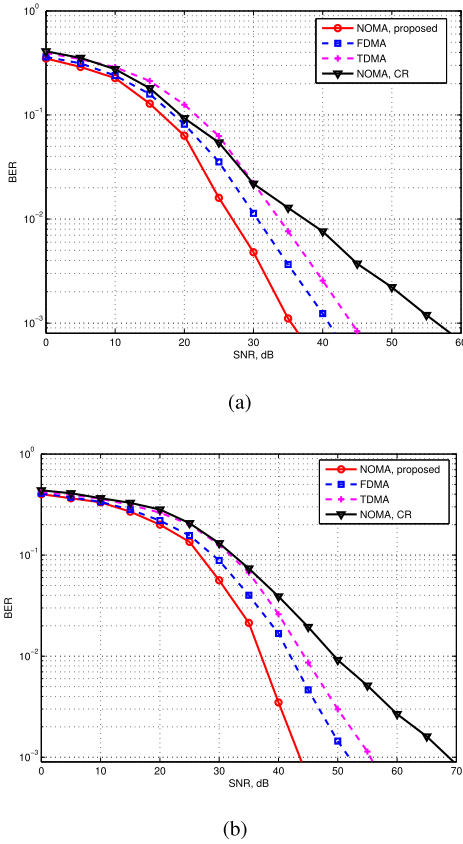 10^0
NOMA, proposed
FDMA
TDMA
NOMA, CR
10^-1
BER
10^-2
10^-3
0 10 20 30 40 50 60
SNR, dB
(a)
10^0
NOMA, proposed
FDMA
TDMA
NOMA, CR
10^-1
BER
10^-2
10^-3
0 10 20 30 40 50 60 70
SNR, dB
(b)